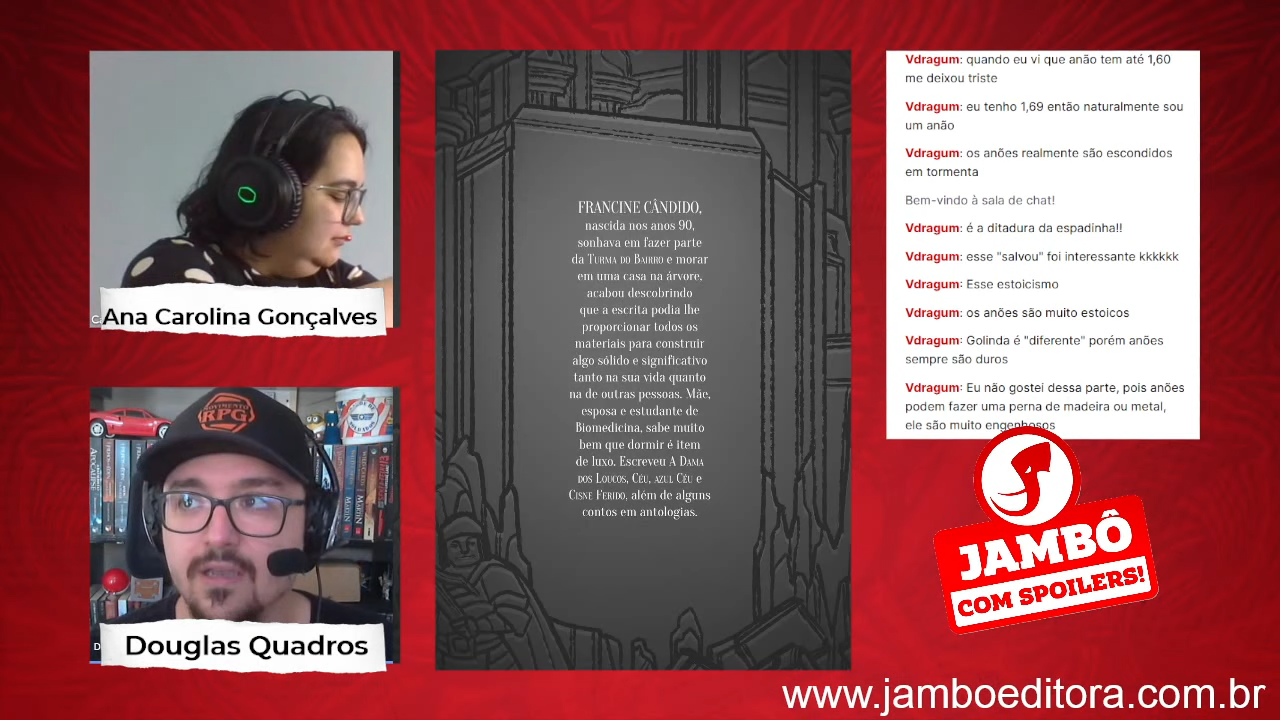 Ana Carolina Gonçalves
MOVIMENTO
RPG
Douglas Quadros
FRANCINE CÂNDIDO,
nascida nos anos 90,
sonhava em fazer parte
da Turma do Bairro e morar
em uma casa na árvore,
acabou descobrindo
que a escrita podia lhe
proporcionar todos os
materiais para construir
algo sólido e significativo
tanto na sua vida quanto
na de outras pessoas. Mãe,
esposa e estudante de
Biomedicina, sabe muito
bem que dormir é item
de luxo. Escreveu A Dama
dos Loucos, Céu, azul Céu e
Cisne Ferido, além de alguns
contos em antologias.
Vdragum: quando eu vi que anão tem até 1,60
me deixou triste
Vdragum: eu tenho 1,69 então naturalmente sou
um anão
Vdragum: os anões realmente são escondidos
em tormenta
Bem-vindo à sala de chat!
Vdragum: é a ditadura da espadinha!!
Vdragum: esse "salvou" foi interessante kkkkkk
Vdragum: Esse estoicismo
Vdragum: os anões são muito estoicos
Vdragum: Golinda é "diferente" porém anões
sempre são duros
Vdragum: Eu não gostei dessa parte, pois anões
podem fazer uma perna de madeira ou metal,
ele são muito engenhosos
JAMBÔ
COM SPOILERS!
www.jamboeditora.com.br